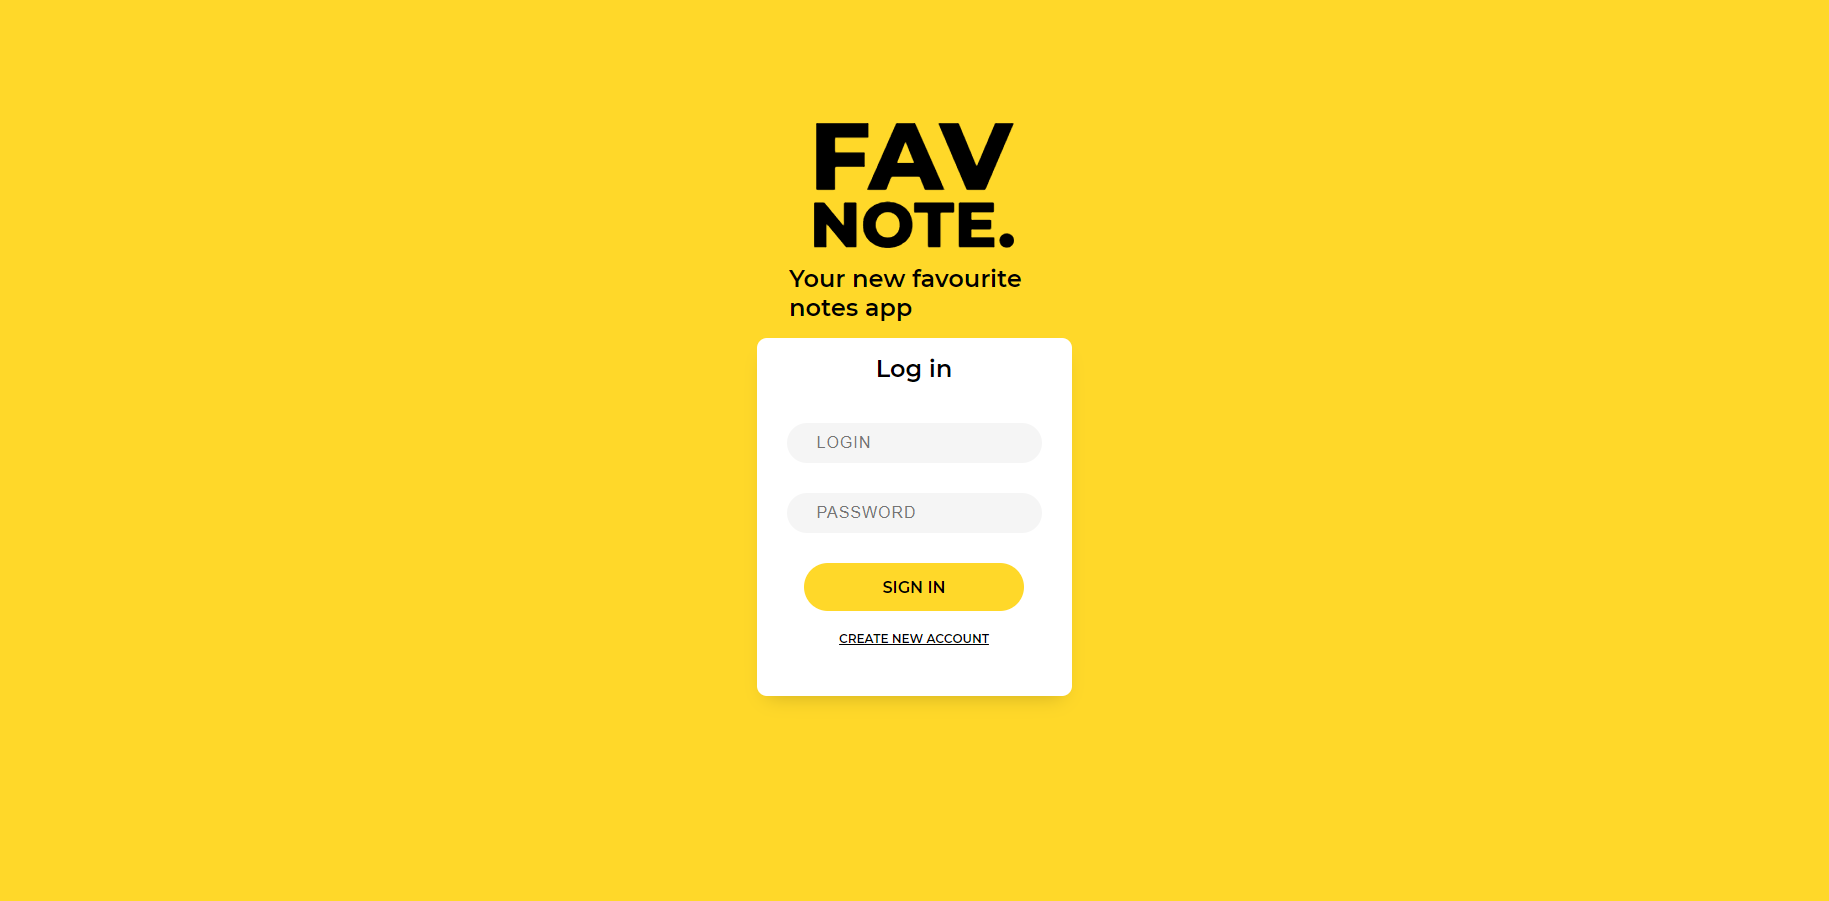 FAV
NOTE.
Your new favourite
notes app
Log in
LOGIN
PASSWORD
SIGN IN
CREATE NEW ACCOUNT